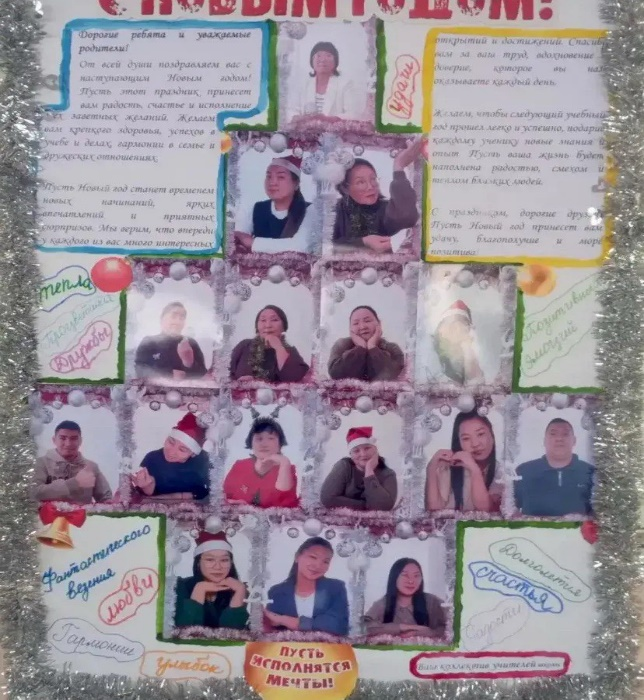 С НОВЫМ ГОДОМ!
Дорогие ребята и уважаемые
родители!
От всей души поздравляем вас с
наступающим Новым годом!
Пусть этот праздник принесет
вам радость, счастье и исполнение
всех заветных желаний. Желаем
вам крепкого здоровья, успехов в
учебе и делах, гармонии в семье и
дружеских отношениях.
Пусть Новый год станет временем
новых начинаний, ярких
впечатлений и приятных
сюрпризов. Мы верим, что впереди
у каждого из вас много интересных
удачи
открытий и достижений. Спасибо
вам за ваш труд, вдохновение и
доверие, которое вы нам
оказываете каждый день.
Желаем, чтобы следующий учебный
год прошел легко и успешно, подарив
каждому ученику новые знания и
опыт. Пусть ваша жизнь будет
наполнена радостью, смехом и
теплом близких людей.
С праздником, дорогие друзья!
Пусть Новый год принесет вам
удачу, благополучие и море
позитива!
тепла
Дружбы
Позитивных
эмоций
Фантастического
везения
любви
Гармонии
улыбок
Долголетия
счастья
Радости
ПУСТЬ
ИСПОЛНЯТСЯ
МЕЧТЫ!
Ваш коллектив учителей школы